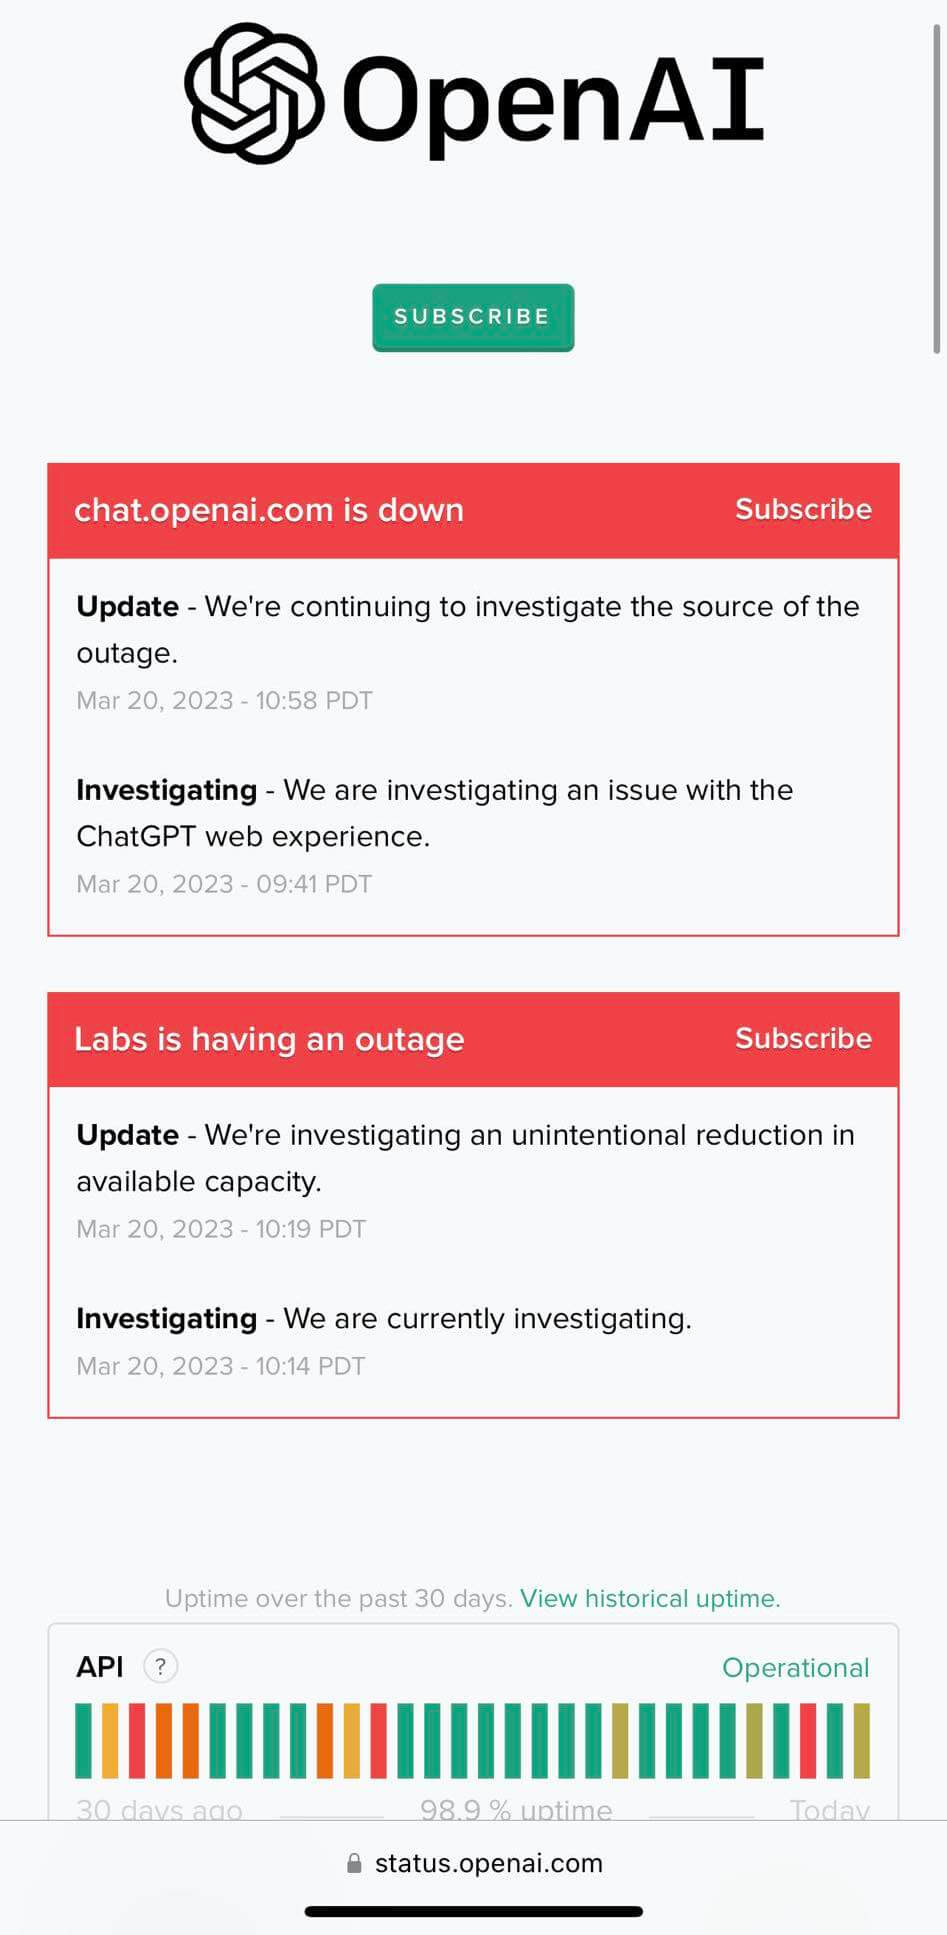 OpenAI
SUBSCRIBE
chat.openai.com is down
Subscribe
Update - We're continuing to investigate the source of the
outage.
Mar 20, 2023 - 10:58 PDT
Investigating - We are investigating an issue with the
ChatGPT web experience.
Mar 20, 2023 - 09:41 PDT
Labs is having an outage
Subscribe
Update - We're investigating an unintentional reduction in
available capacity.
Mar 20, 2023 - 10:19 PDT
Investigating - We are currently investigating.
Mar 20, 2023 - 10:14 PDT
Uptime over the past 30 days. View historical uptime.
API ? Operational
30 days ago 98.9 % uptime Today
status.openai.com